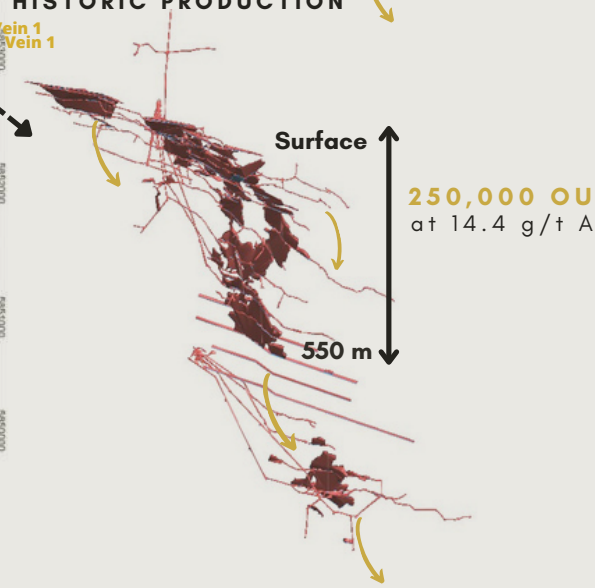 HISTORIC PRODUCTION
Vein 1
Vein 1
Surface
250,000 OU
at 14.4 g/t A
550 m